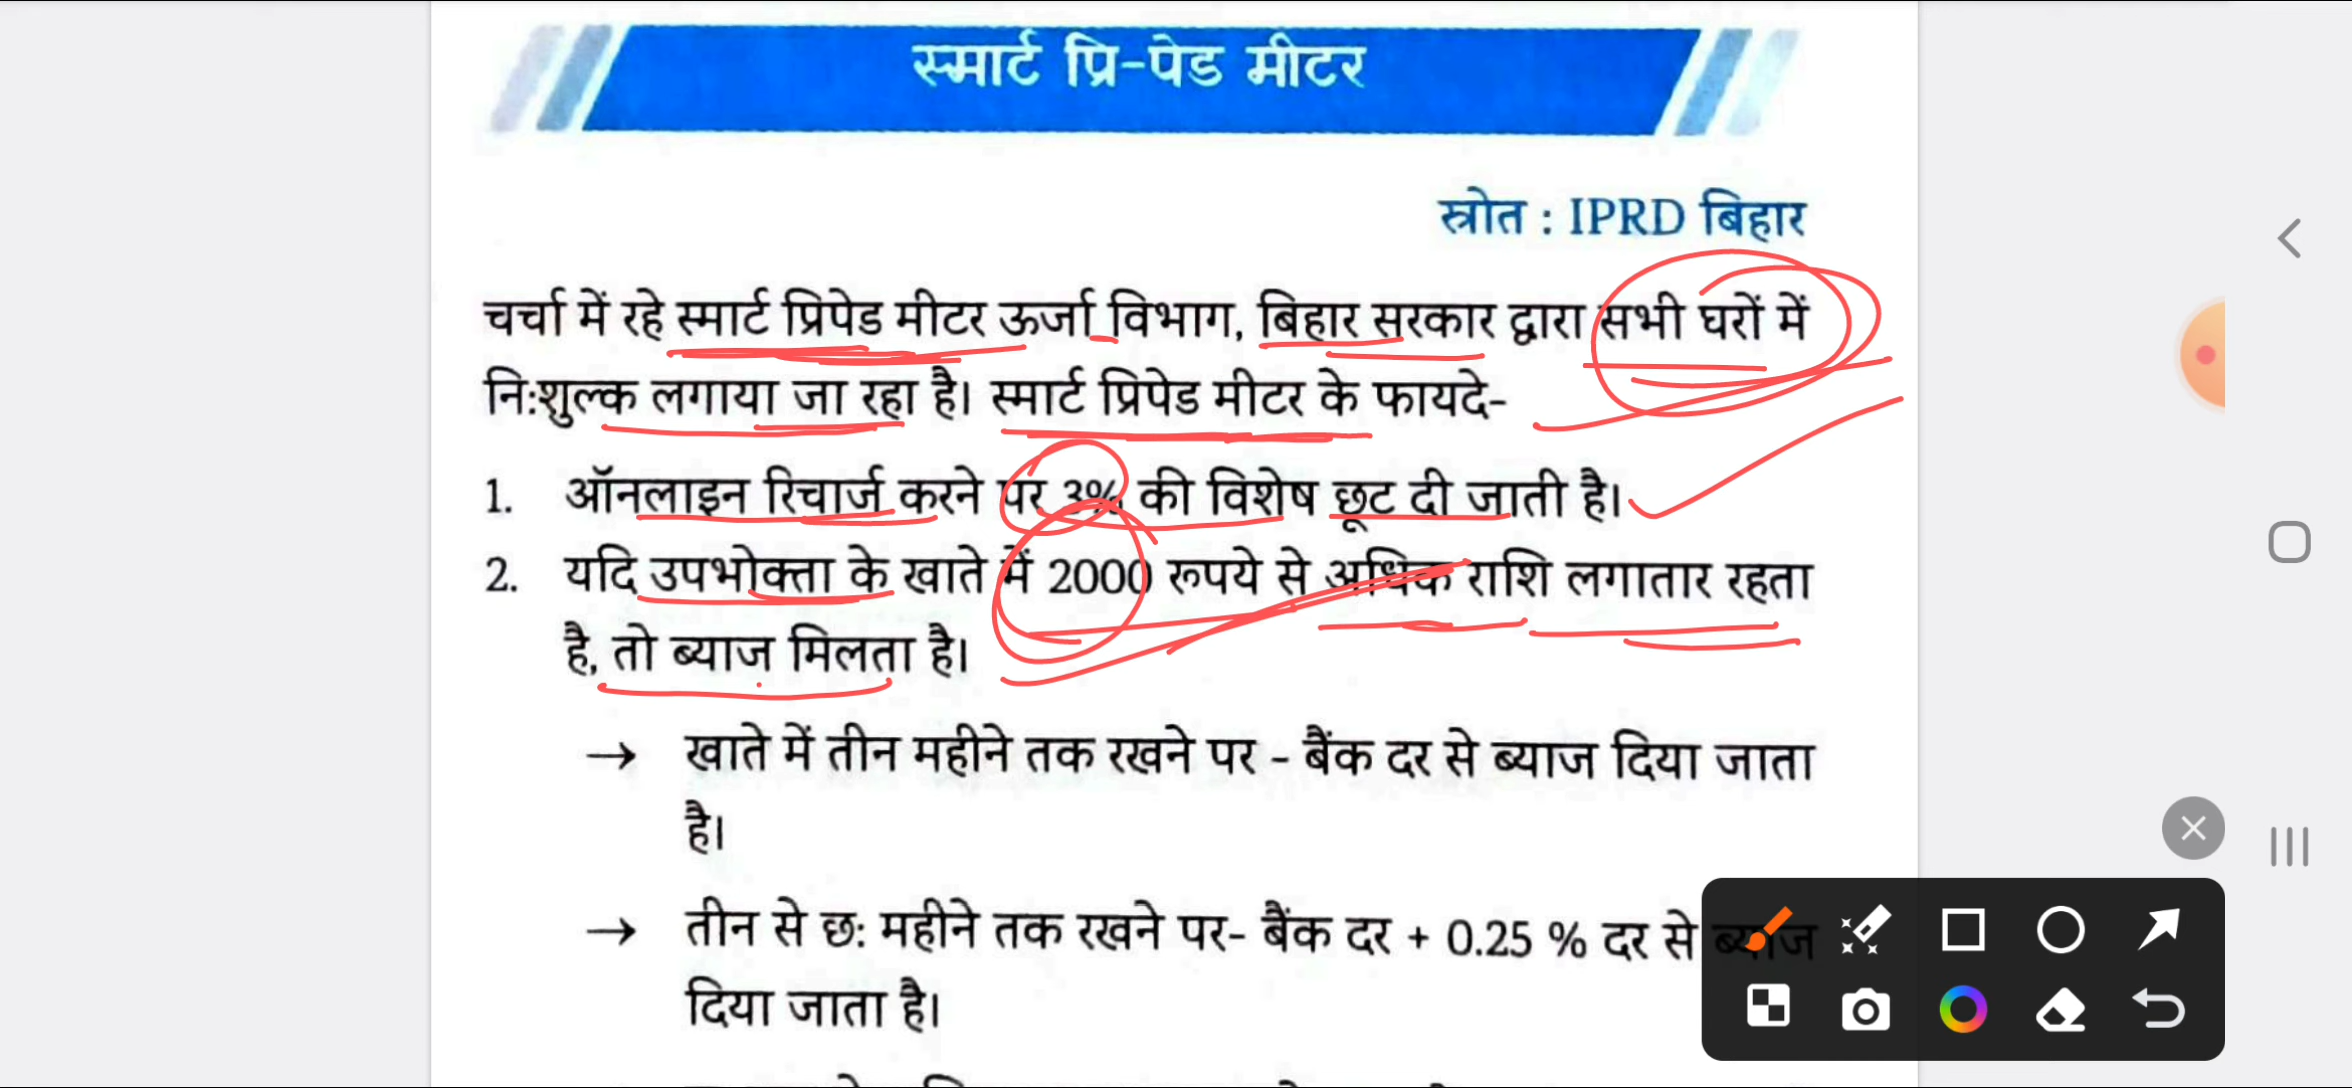 स्मार्ट प्रि-पेड मीटर
स्रोत : IPRD बिहार
चर्चा में रहे स्मार्ट प्रिपेड मीटर ऊर्जा विभाग, बिहार सरकार द्वारा सभी घरों में
नि:शुल्क लगाया जा रहा है। स्मार्ट प्रिपेड मीटर के फायदे-
1. ऑनलाइन रिचार्ज करने पर 3% की विशेष छूट दी जाती है।
2. यदि उपभोक्ता के खाते में 2000 रुपये से अधिक राशि लगातार रहता
है, तो ब्याज मिलता है।
→ खाते में तीन महीने तक रखने पर - बैंक दर से ब्याज दिया जाता
है।
→ तीन से छ: महीने तक रखने पर- बैंक दर + 0.25 % दर से ब्याज
दिया जाता है।